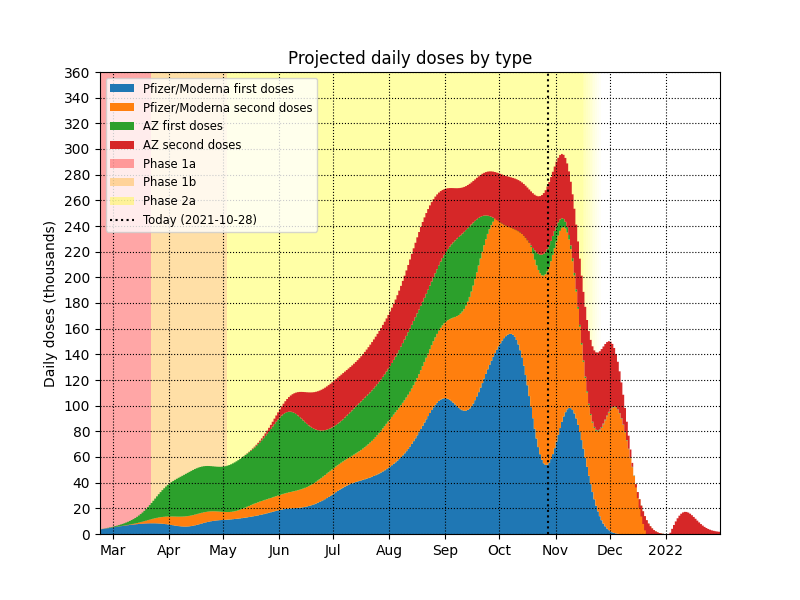 Projected daily doses by type
Daily doses (thousands)
360
340
320
300
280
260
240
220
200
180
160
140
120
100
80
60
40
20
0
Pfizer/Moderna first doses
Pfizer/Moderna second doses
AZ first doses
AZ second doses
Phase 1a
Phase 1b
Phase 2a
Today (2021-10-28)
Mar Apr May Jun Jul Aug Sep Oct Nov Dec 2022